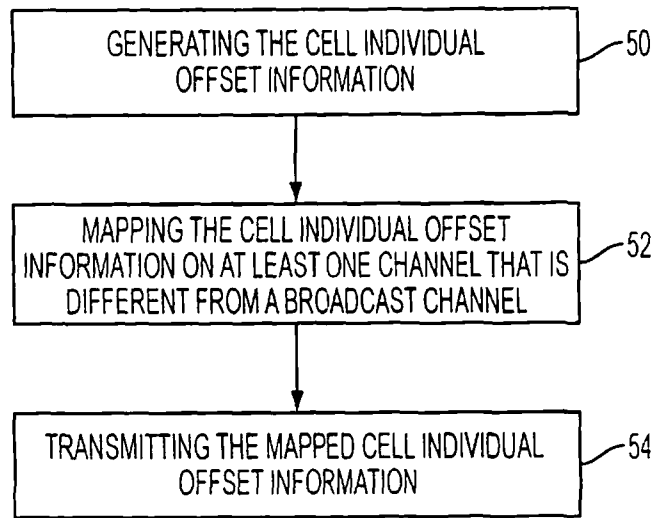 GENERATING THE CELL INDIVIDUAL
OFFSET INFORMATION
50
MAPPING THE CELL INDIVIDUAL OFFSET
INFORMATION ON AT LEAST ONE CHANNEL THAT IS
DIFFERENT FROM A BROADCAST CHANNEL
52
TRANSMITTING THE MAPPED CELL INDIVIDUAL
OFFSET INFORMATION
54